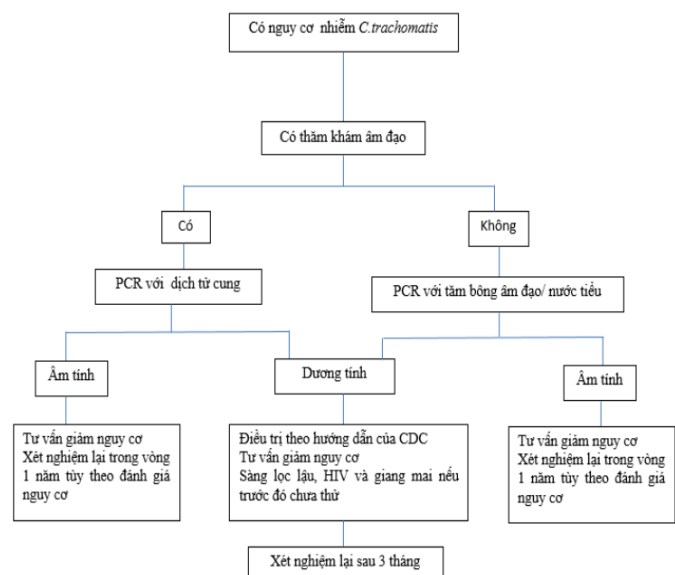 Có nguy cơ nhiễm C.trachomatis
Có thăm khám âm đạo
Có
Không
PCR với dịch tử cung
PCR với tăm bông âm đạo/ nước tiểu
Âm tính
Dương tính
Âm tính
Tư vấn giảm nguy cơ
Xét nghiệm lại trong vòng
1 năm tùy theo đánh giá
nguy cơ
Điều trị theo hướng dẫn của CDC
Tư vấn giảm nguy cơ
Sàng lọc lậu, HIV và giang mai nếu
trước đó chưa thử
Tư vấn giảm nguy cơ
Xét nghiệm lại trong vòng
1 năm tùy theo đánh giá
nguy cơ
Xét nghiệm lại sau 3 tháng